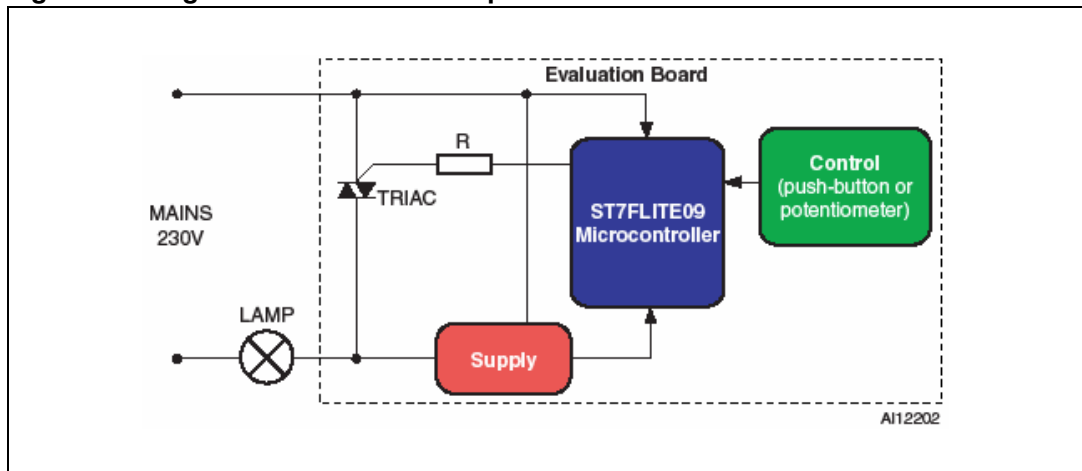 Evaluation Board
R
TRIAC
MAINS
230V
LAMP
Supply
ST7FLITE09
Microcontroller
Control
(push-button or
potentiometer)
AI12202